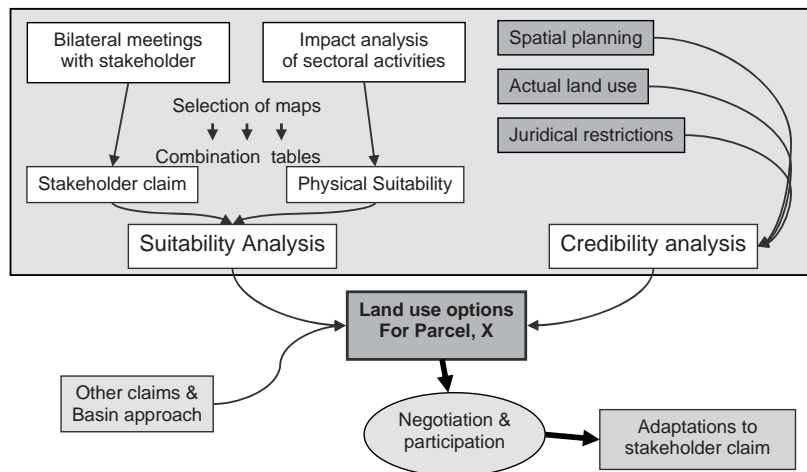 Bilateral meetings
with stakeholder
Impact analysis
of sectoral activities
Spatial planning
Actual land use
Juridical restrictions
Selection of maps
Combination tables
Stakeholder claim
Physical Suitability
Suitability Analysis
Credibility analysis
Land use options
For Parcel, X
Other claims &
Basin approach
Negotiation &
participation
Adaptations to
stakeholder claim